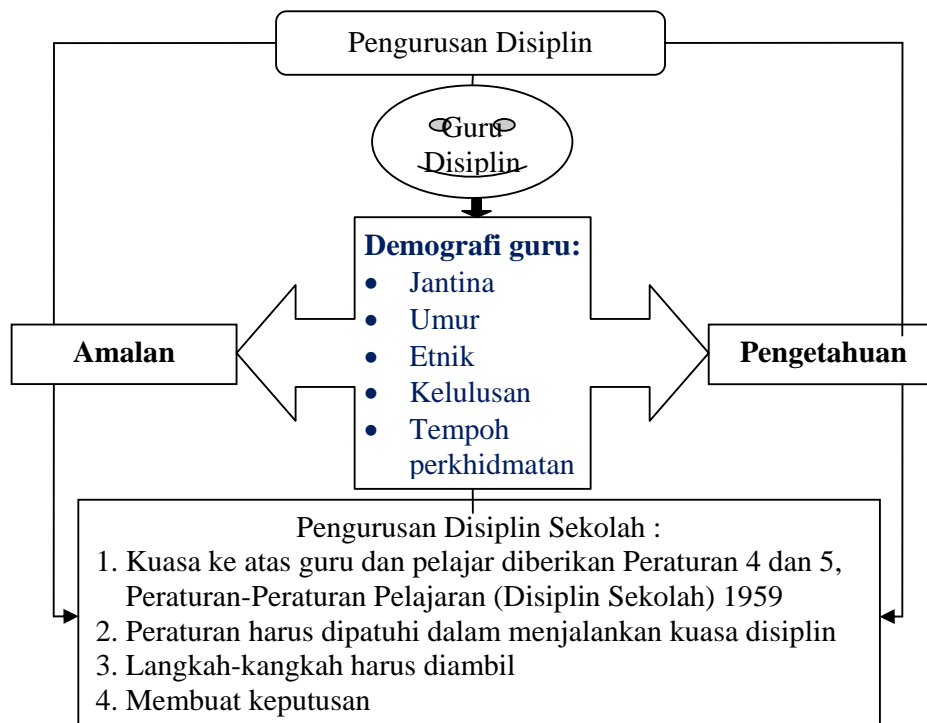 Pengurusan Disiplin
Guru
Disiplin
Demografi guru:
• Jantina
• Umur
• Etnik
• Kelulusan
• Tempoh
perkhidmatan
Amalan
Pengetahuan
Pengurusan Disiplin Sekolah :
1. Kuasa ke atas guru dan pelajar diberikan Peraturan 4 dan 5,
Peraturan-Peraturan Pelajaran (Disiplin Sekolah) 1959
2. Peraturan harus dipatuhi dalam menjalankan kuasa disiplin
3. Langkah-kangkah harus diambil
4. Membuat keputusan